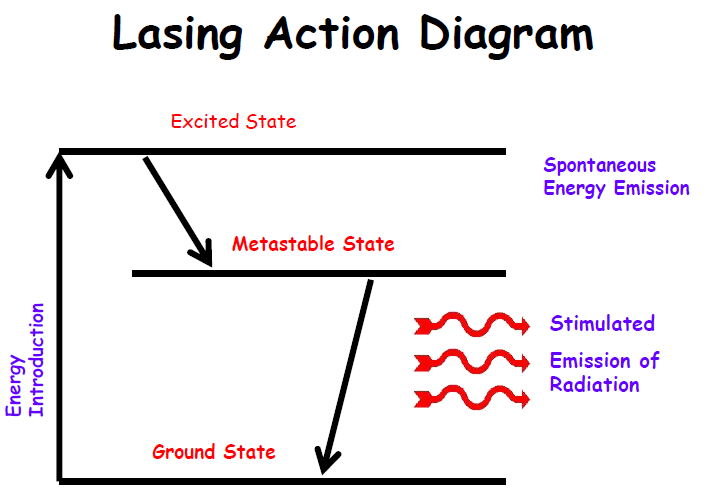 Lasing Action Diagram
Excited State
Spontaneous
Energy Emission
Metastable State
Energy
Introduction
Stimulated
Emission of
Radiation
Ground State